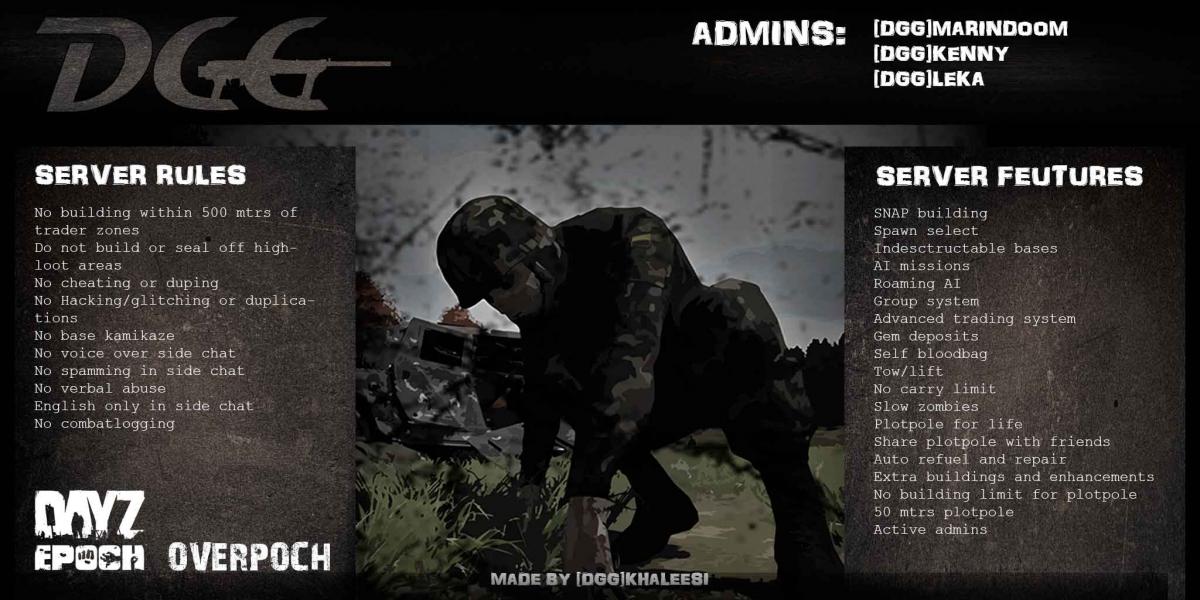 DGG
ADMINS:
[DGG]MARINDOOM
[DGG]KENNY
[DGG]LEKA
SERVER RULES
No building within 500 mtrs of
trader zones
Do not build or seal off high-
loot areas
No cheating or duping
No Hacking/glitching or duplica-
tions
No base kamikaze
No voice over side chat
No spamming in side chat
No verbal abuse
English only in side chat
No combatlogging
DAYZ
EPOCH
OVERPOCH
SERVER FEUTURES
SNAP building
Spawn select
Indesctructable bases
AI missions
Roaming AI
Group system
Advanced trading system
Gem deposits
Self bloodbag
Tow/lift
No carry limit
Slow zombies
Plotpole for life
Share plotpole with friends
Auto refuel and repair
Extra buildings and enhancements
No building limit for plotpole
50 mtrs plotpole
Active admins
MADE BY [DGG]KHALEESI